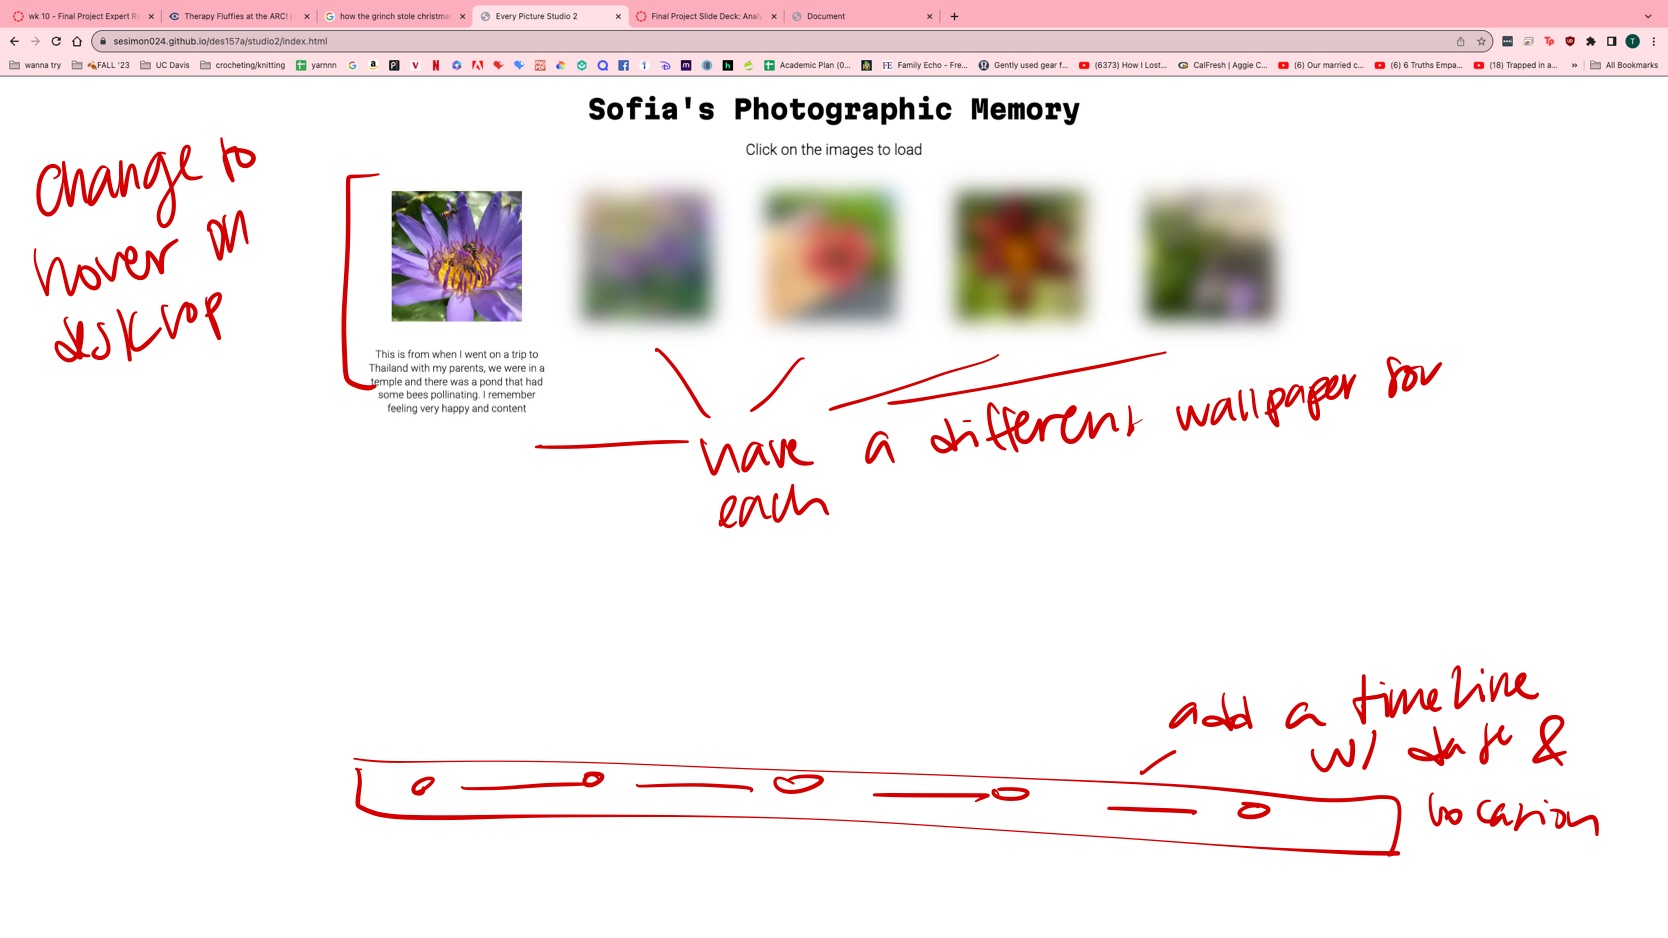 wk 10 - Final Project Expert R
Therapy Fluffies at the ARC!
how the grinch stole christma
Every Picture Studio 2
Final Project Slide Deck: Anal
Document
sesimon024.github.io/des157a/studio2/index.html
wanna try
FALL '23
UC Davis
crocheting/knitting
yarnnn
Academic Plan (0...
Family Echo - Fre...
Gently used gear f...
(6373) How I Lost...
CalFresh | Aggie C...
(6) Our married c...
(6) 6 Truths Empa...
(18) Trapped in a...
»
All Bookmarks
Sofia's Photographic Memory
Click on the images to load
Change to
hover on
desktop
This is from when I went on a trip to
Thailand with my parents, we were in a
temple and there was a pond that had
some bees pollinating. I remember
feeling very happy and content
have a different wallpaper for
each
add a timeline
w/ date &
location